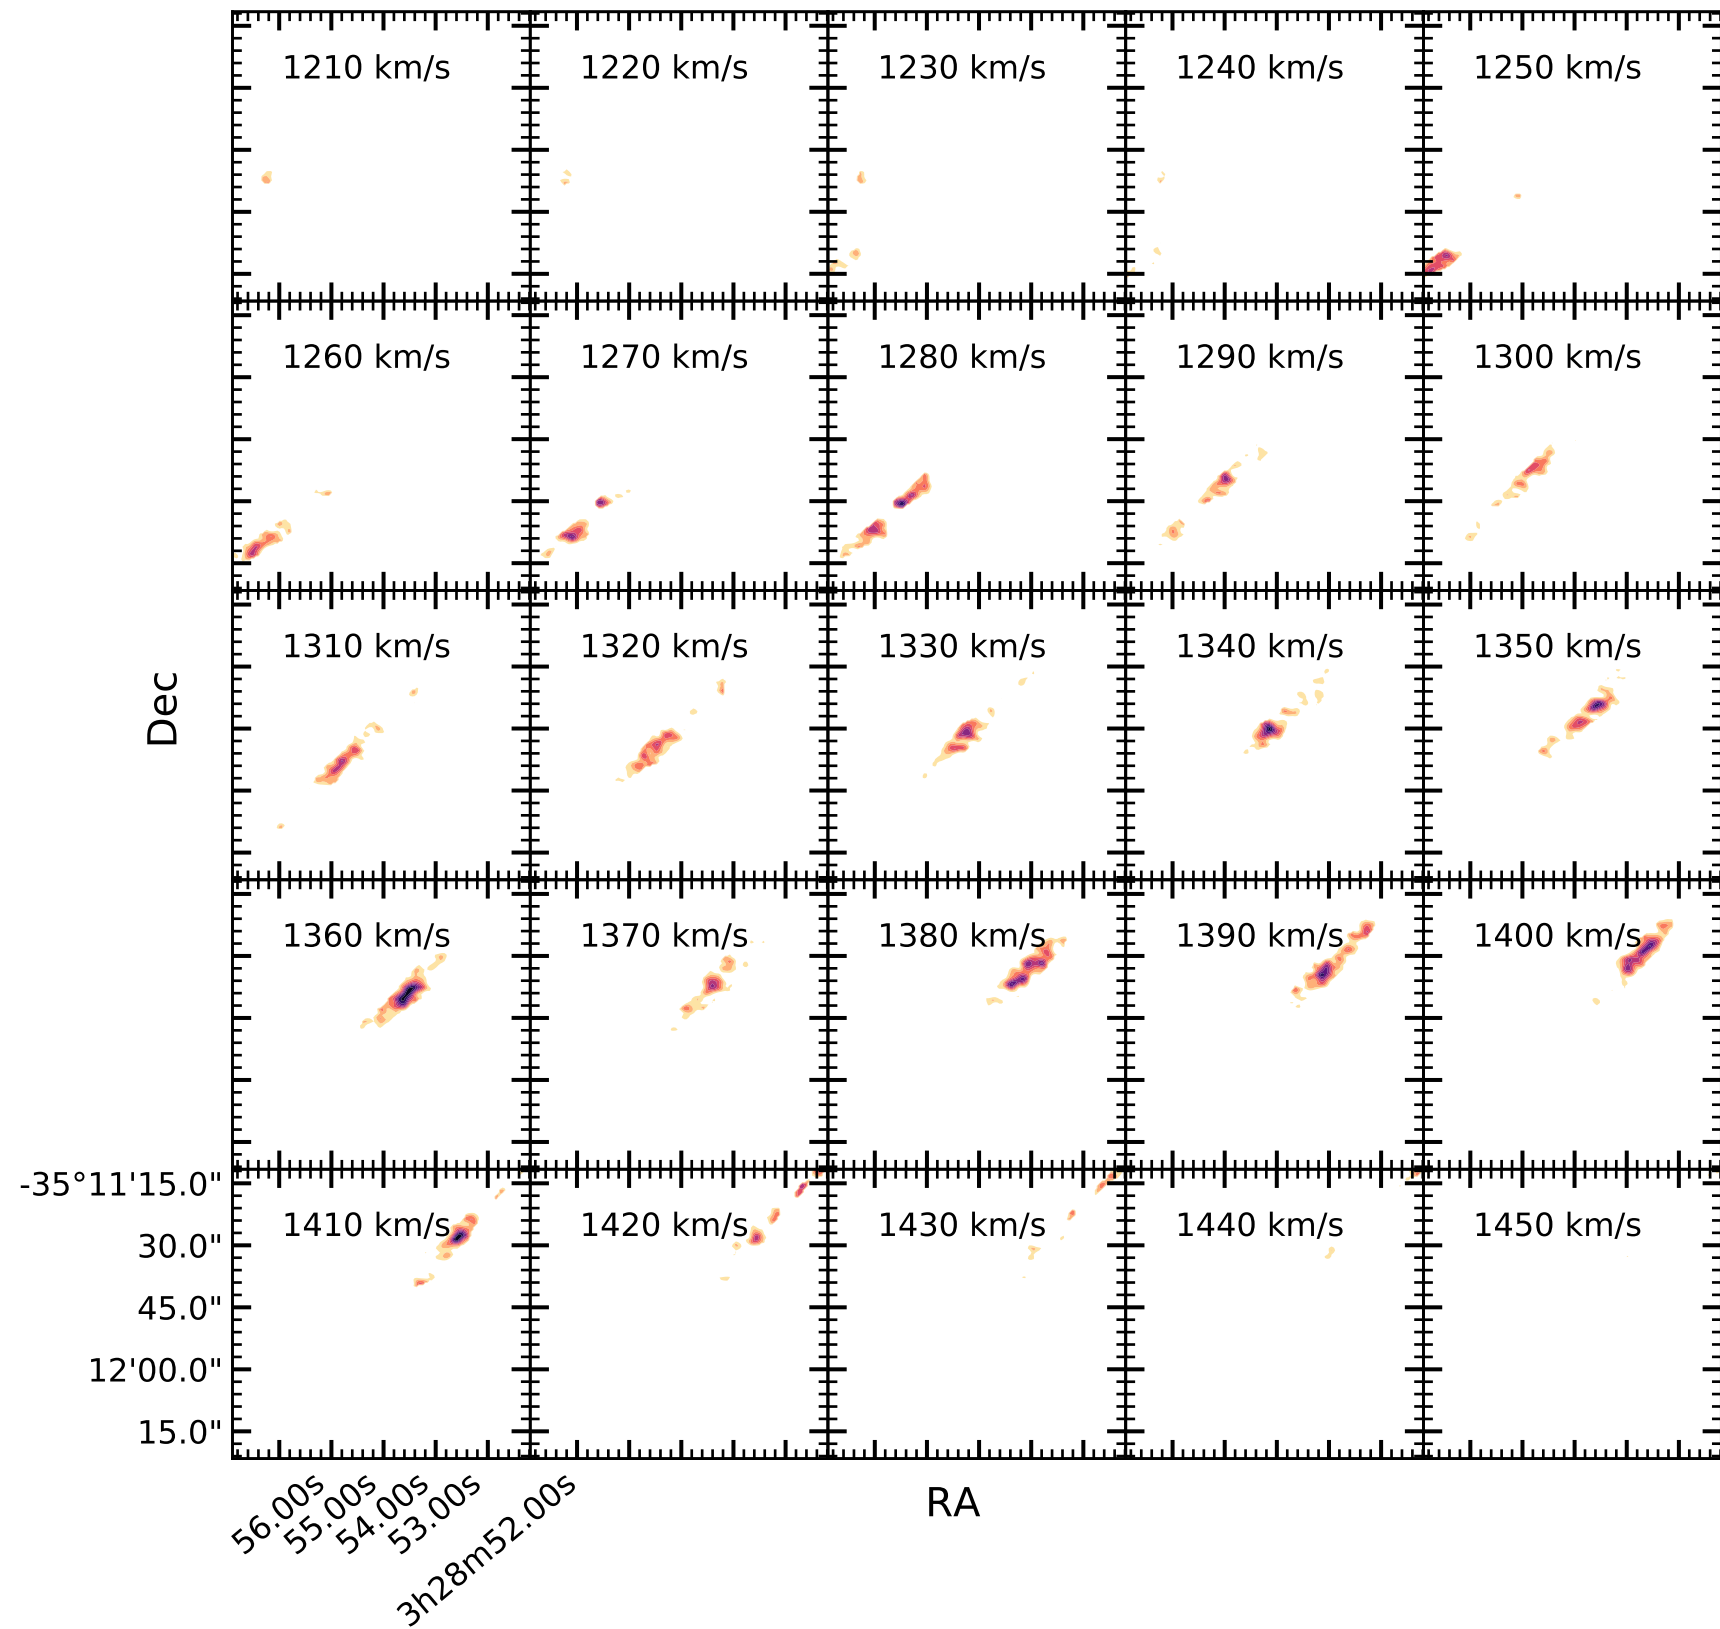 1210 km/s
1220 km/s
1230 km/s
1240 km/s
1250 km/s
1260 km/s
1270 km/s
1280 km/s
1290 km/s
1300 km/s
1310 km/s
1320 km/s
1330 km/s
1340 km/s
1350 km/s
Dec
1360 km/s
1370 km/s
1380 km/s
1390 km/s
1400 km/s
-35°11'15.0"
1410 km/s
1420 km/s
1430 km/s
1440 km/s
1450 km/s
30.0"
45.0"
12'00.0"
15.0"
56.00s
55.00s
54.00s
53.00s
3h28m52.00s
RA